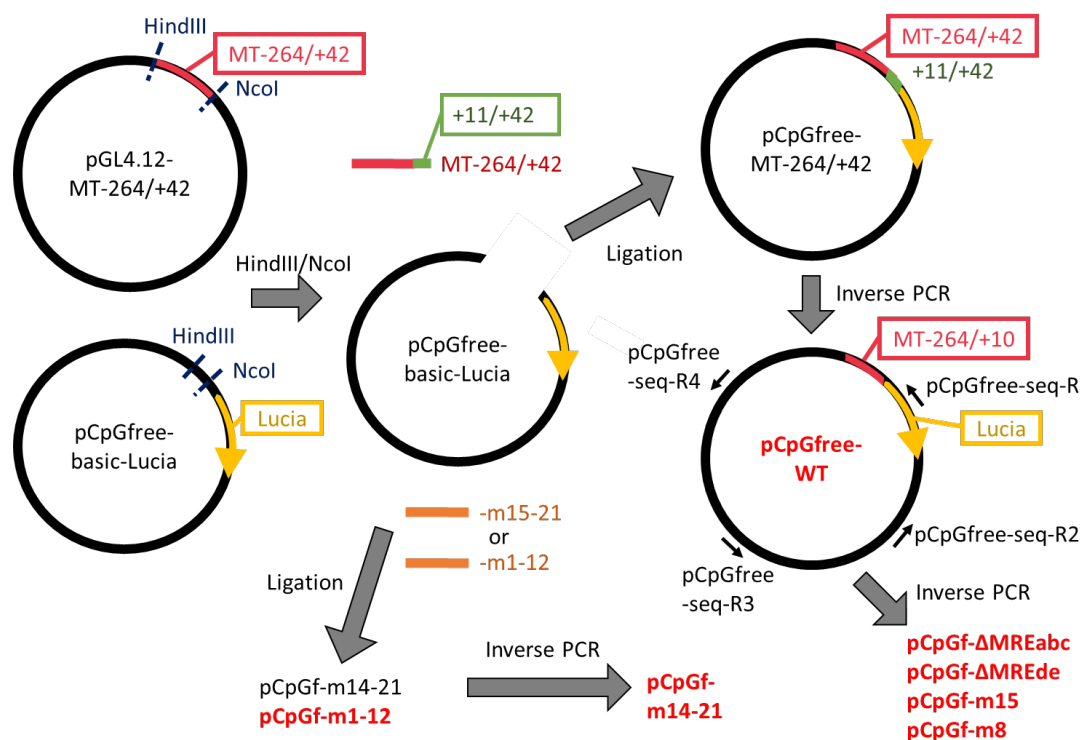 HindIII
MT-264/+42
NcoI
pGL4.12-
MT-264/+42
+11/+42
MT-264/+42
MT-264/+42
+11/+42
pCpGfree-
MT-264/+42
HindIII/NcoI
Ligation
Inverse PCR
HindIII
NcoI
Lucia
pCpGfree-
basic-Lucia
pCpGfree-
basic-Lucia
MT-264/+10
pCpGfree
-seq-R4
pCpGfree-seq-R
Lucia
pCpGfree-
WT
pCpGfree-seq-R2
pCpGfree
-seq-R3
-m15-21
or
-m1-12
Ligation
Inverse PCR
pCpGf-m14-21
pCpGf-m1-12
Inverse PCR
pCpGf-
m14-21
pCpGf-ΔMREabc
pCpGf-ΔMREde
pCpGf-m15
pCpGf-m8